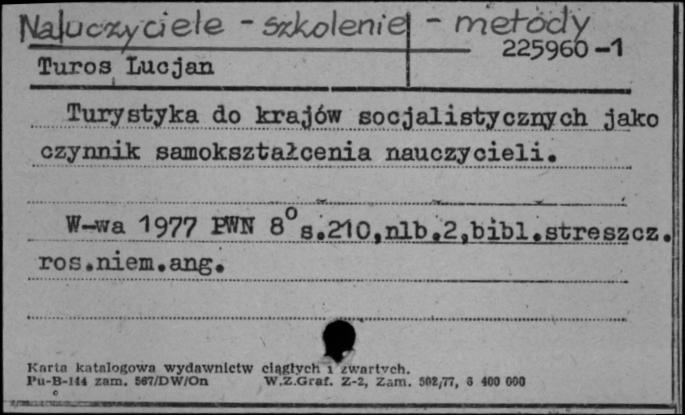 Nauczyciele - szkolenie - metody
225960-1
Turos Lucjan
Turystyka do krajów socjalistycznych jako
czynnik samokształcenia nauczycieli.
W-wa 1977 PWN 8° s.210,nlb.2,bibl.streszcz.
ros.niem.ang.
Karta katalogowa wydawnictw ciągłych i zwartych.
Pu-B-144 zam. 567/DW/On W.Z.Graf. Z-2, Zam. 502/77, 6 400 000